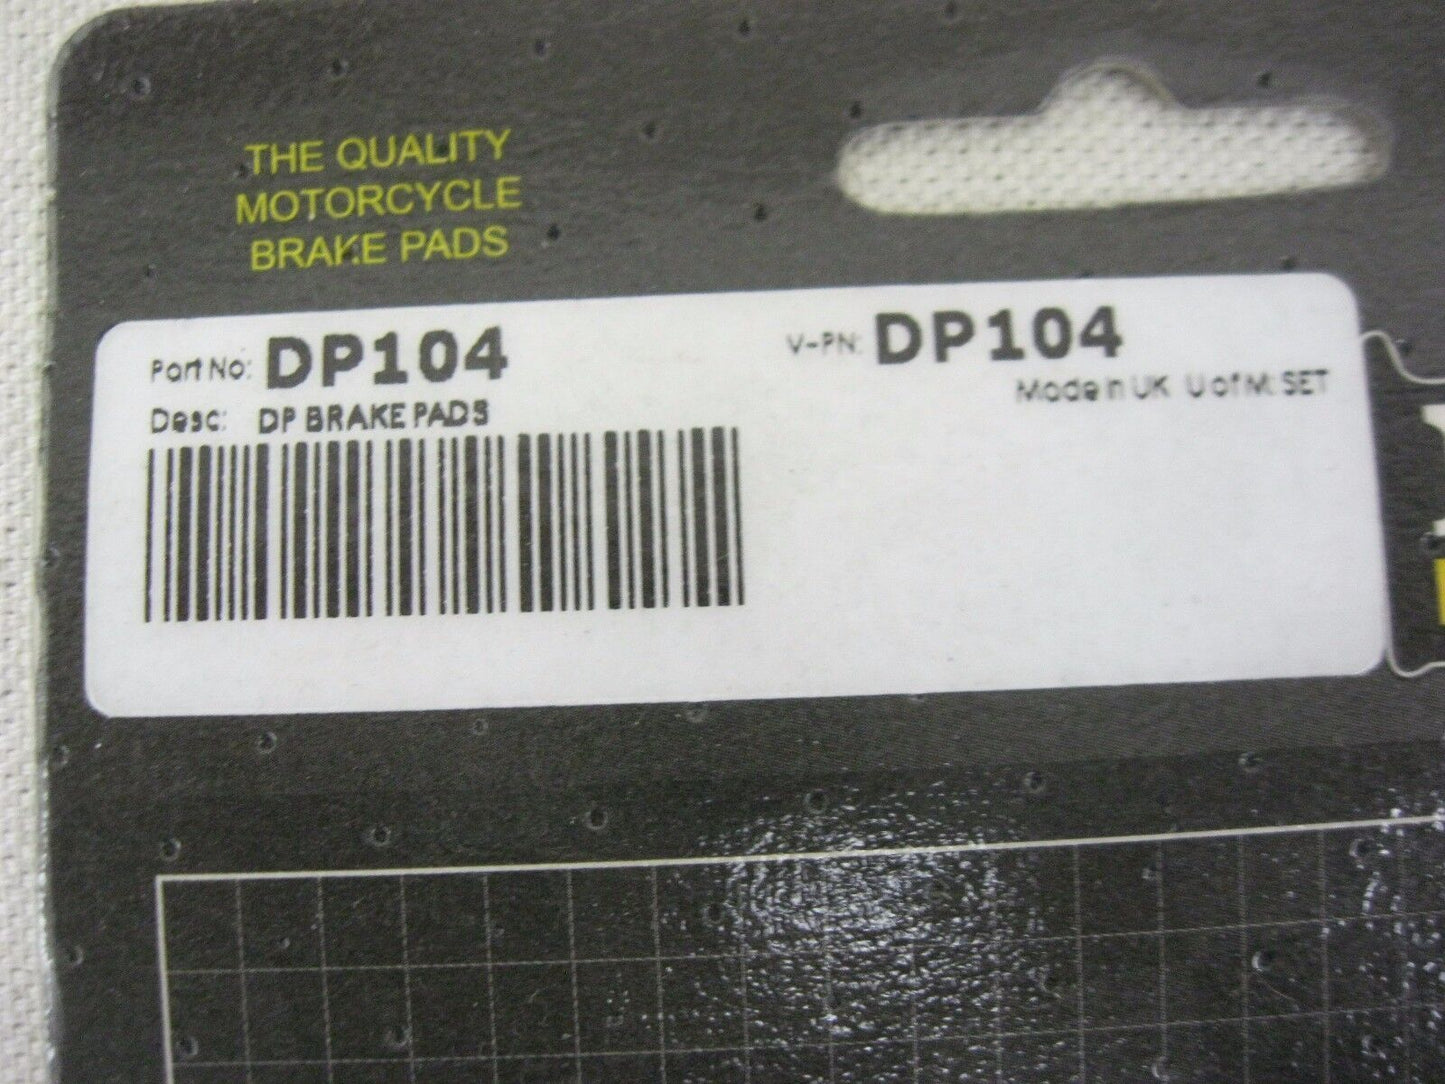 THE QUALITY
MOTORCYCLE
BRAKE PADS
Part No: DP104
Desc: DP BRAKE PADS
V-PN: DP104
Made in UK U of M: SET